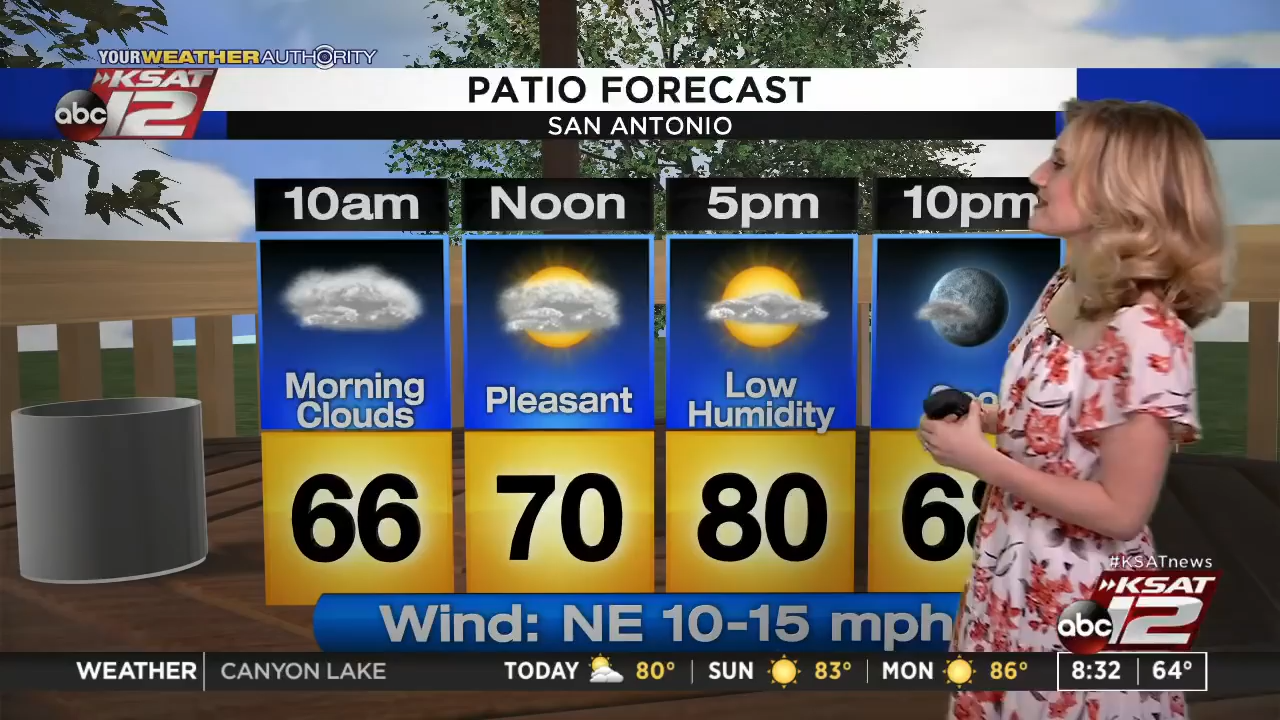 YOUR WEATHER AUTHORITY
KSAT
abc 12
PATIO FORECAST
SAN ANTONIO
10am Noon 5pm 10pm
Morning Clouds
Pleasant
Low Humidity
66 70 80
Wind: NE 10-15 mph
#KSATnews
KSAT
abc 12
WEATHER CANYON LAKE TODAY 80° SUN 83° MON 86° 8:32 64°